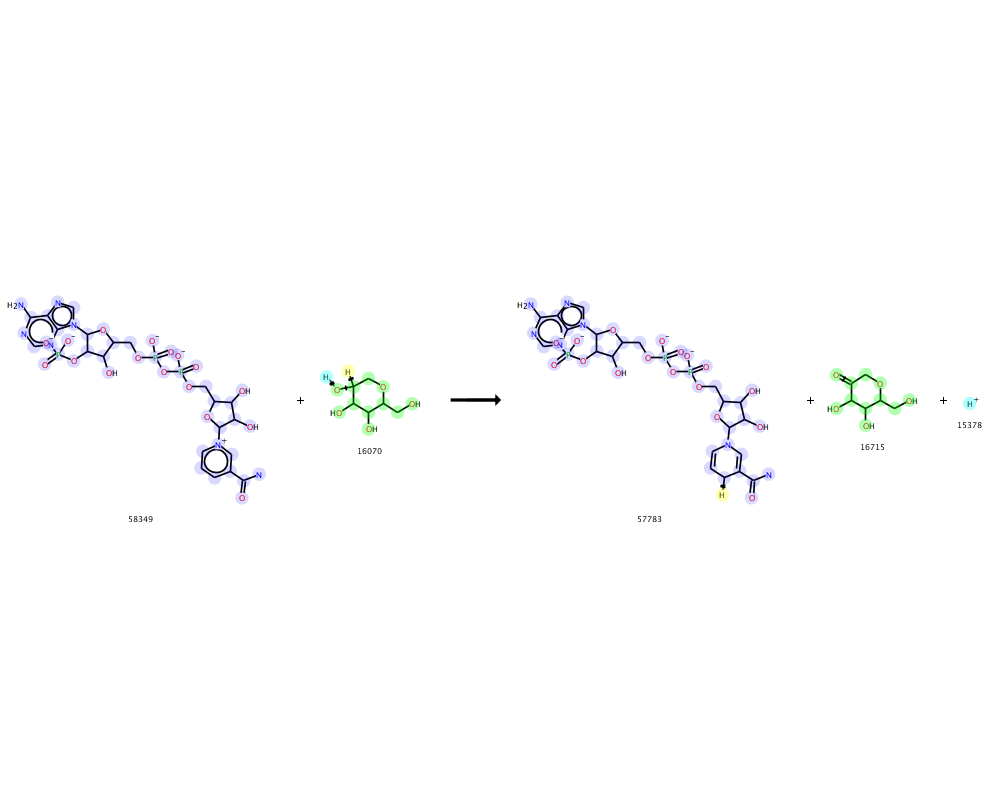 H₂N N N N N O O⁻ O⁻ P O O OH O O⁻ P O O O⁻ P O O OH O OH N⁺ N O
58349
+
H H O O HO OH OH
16070
H₂N N N N N O O⁻ O⁻ P O O OH O O⁻ P O O O⁻ P O O OH O OH N H N O
57783
+
O O HO OH OH
16715
+
H⁺
15378